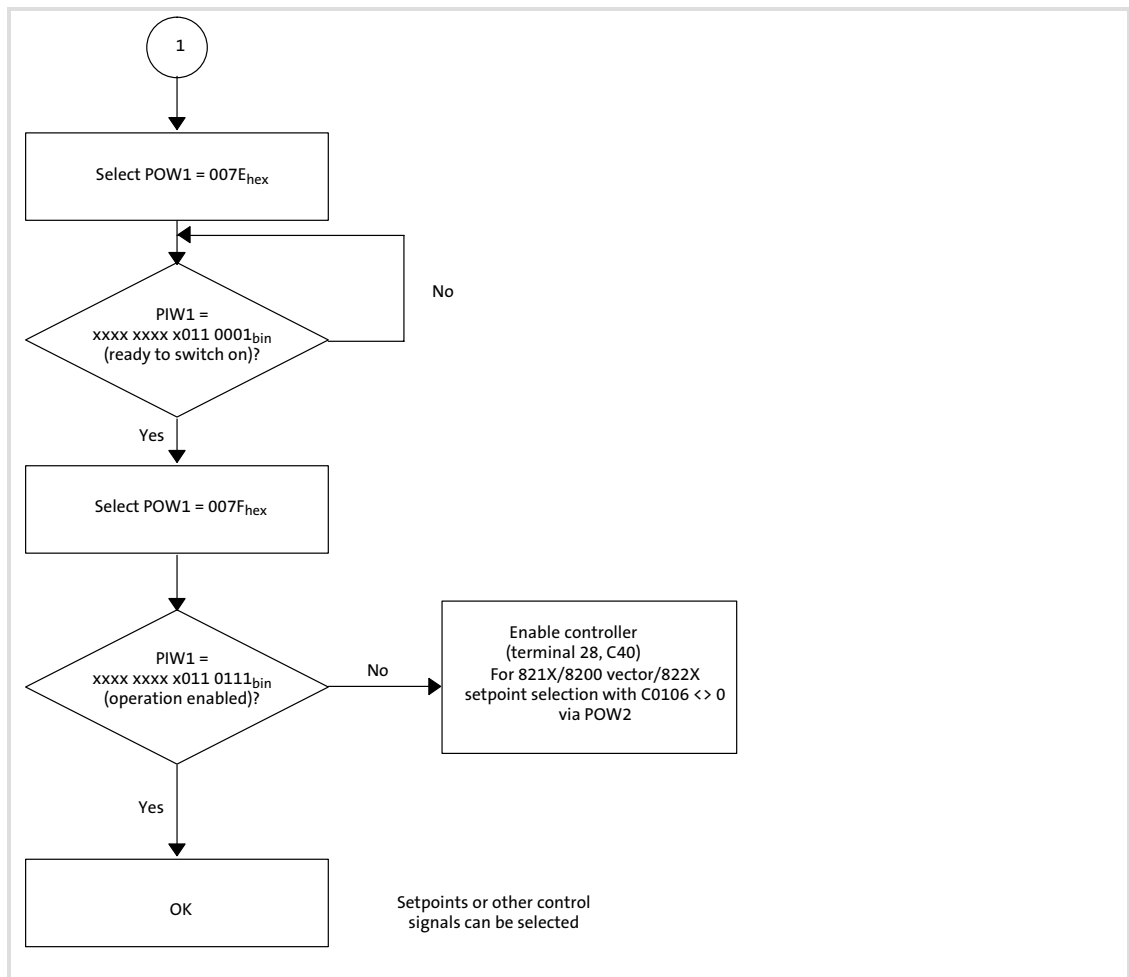 1
Select POW1 = 007Ehex
No
PIW1 =
xxxx xxxx x011 0001bin
(ready to switch on)?
Yes
Select POW1 = 007Fhex
PIW1 =
xxxx xxxx x011 0111bin
(operation enabled)?
No
Enable controller
(terminal 28, C40)
For 821X/8200 vector/822X
setpoint selection with C0106 <> 0
via POW2
Yes
OK
Setpoints or other control
signals can be selected